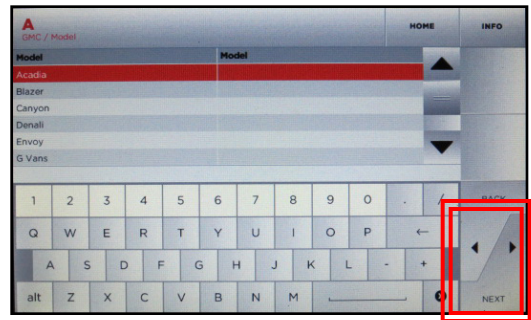 A
GMC / Model
HOME
INFO
Model Model
Acadia
Blazer
Canyon
Denali
Envoy
G Vans
1 2 3 4 5 6 7 8 9 0 . /
BACK
Q W E R T Y U I O P ←
A S D F G H J K L - +
alt Z X C V B N M
NEXT